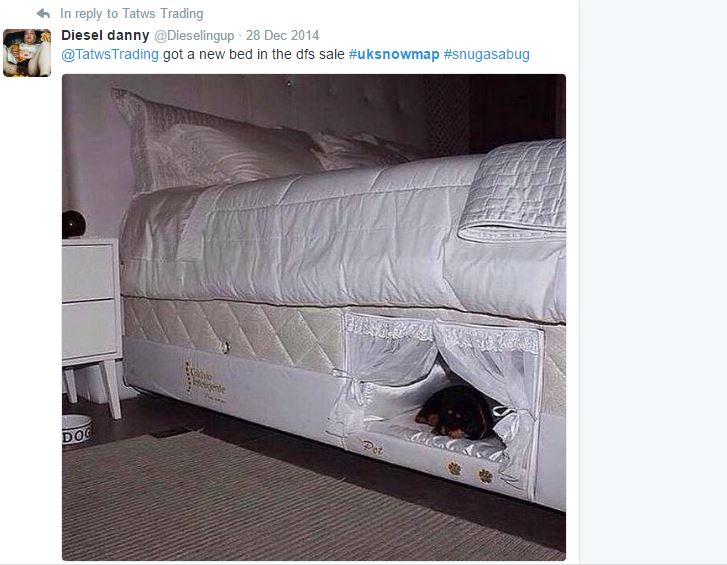 In reply to Tatws Trading
Diesel danny @Dieselingup · 28 Dec 2014
@TatwsTrading got a new bed in the dfs sale #uksnowmap #snugasabug
DOG
Pet